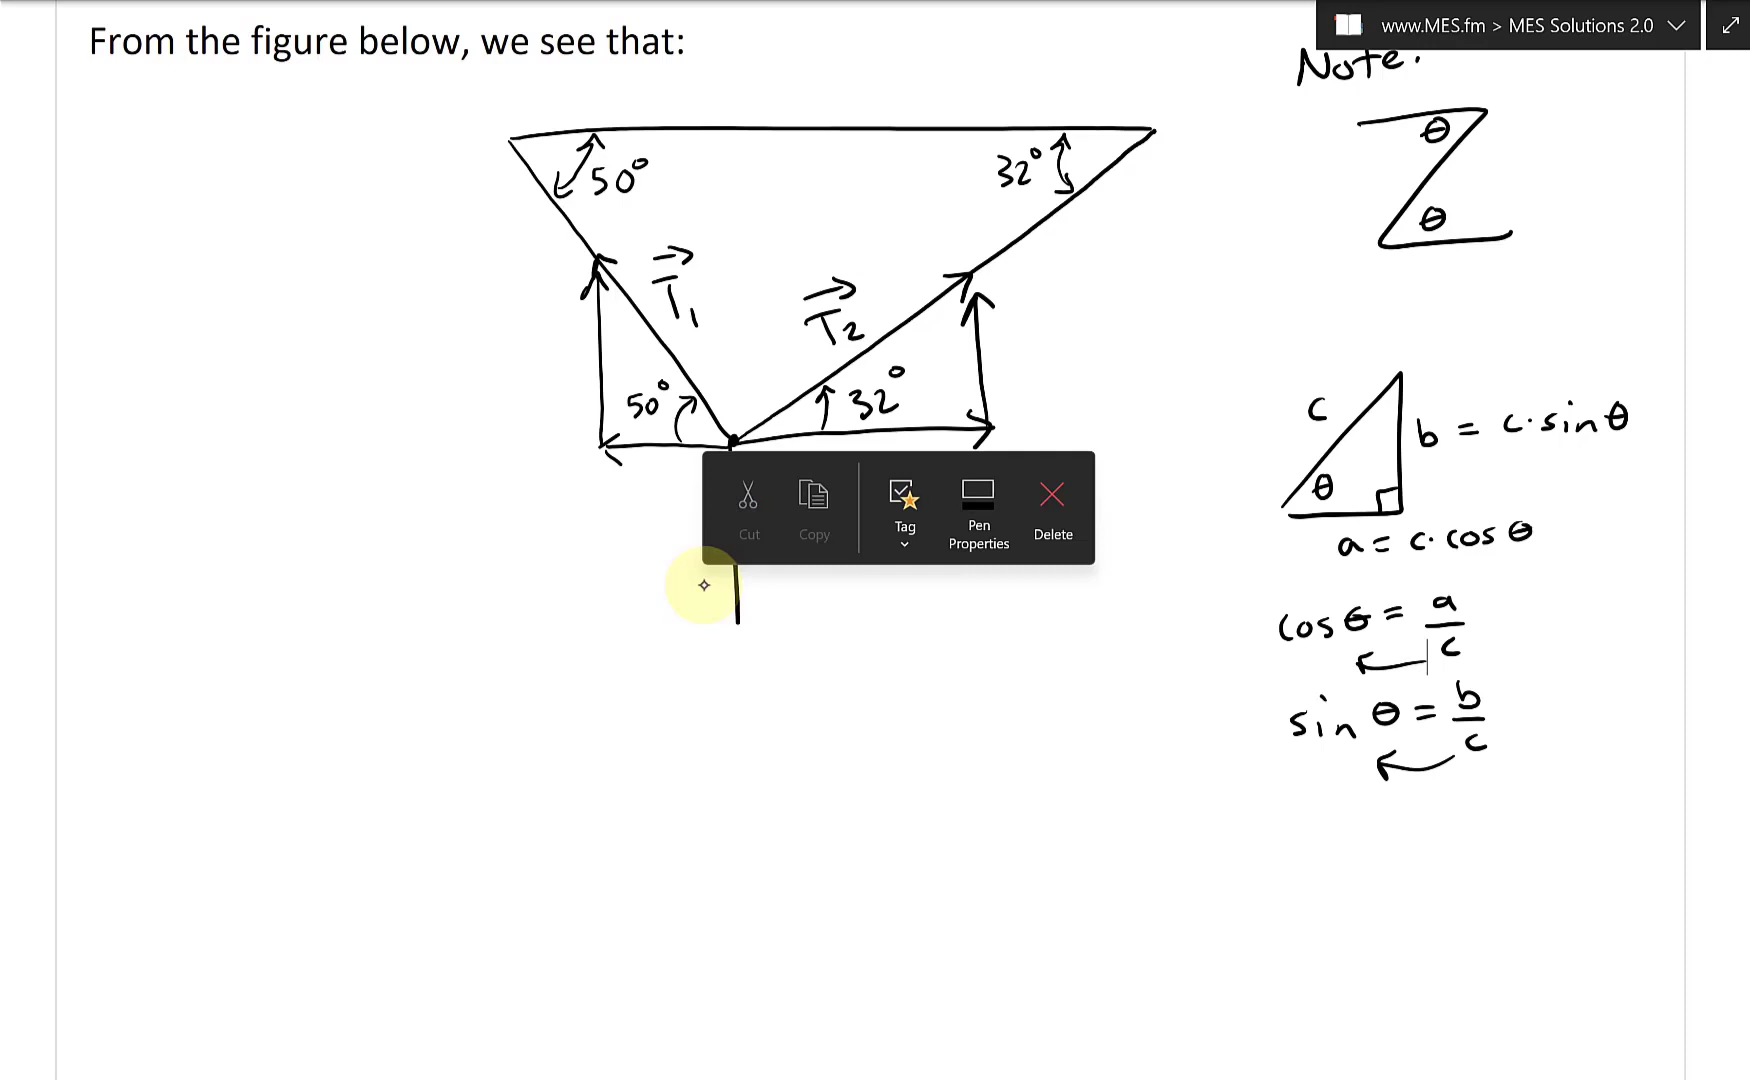 www.MES.fm > MES Solutions 2.0
From the figure below, we see that:
Note:
θ
θ
50°
32°
T₁
T₂
50°
32°
Cut
Copy
Tag
Pen
Properties
Delete
c
θ
b = c·sinθ
a = c·cosθ
cosθ = a/c
sinθ = b/c